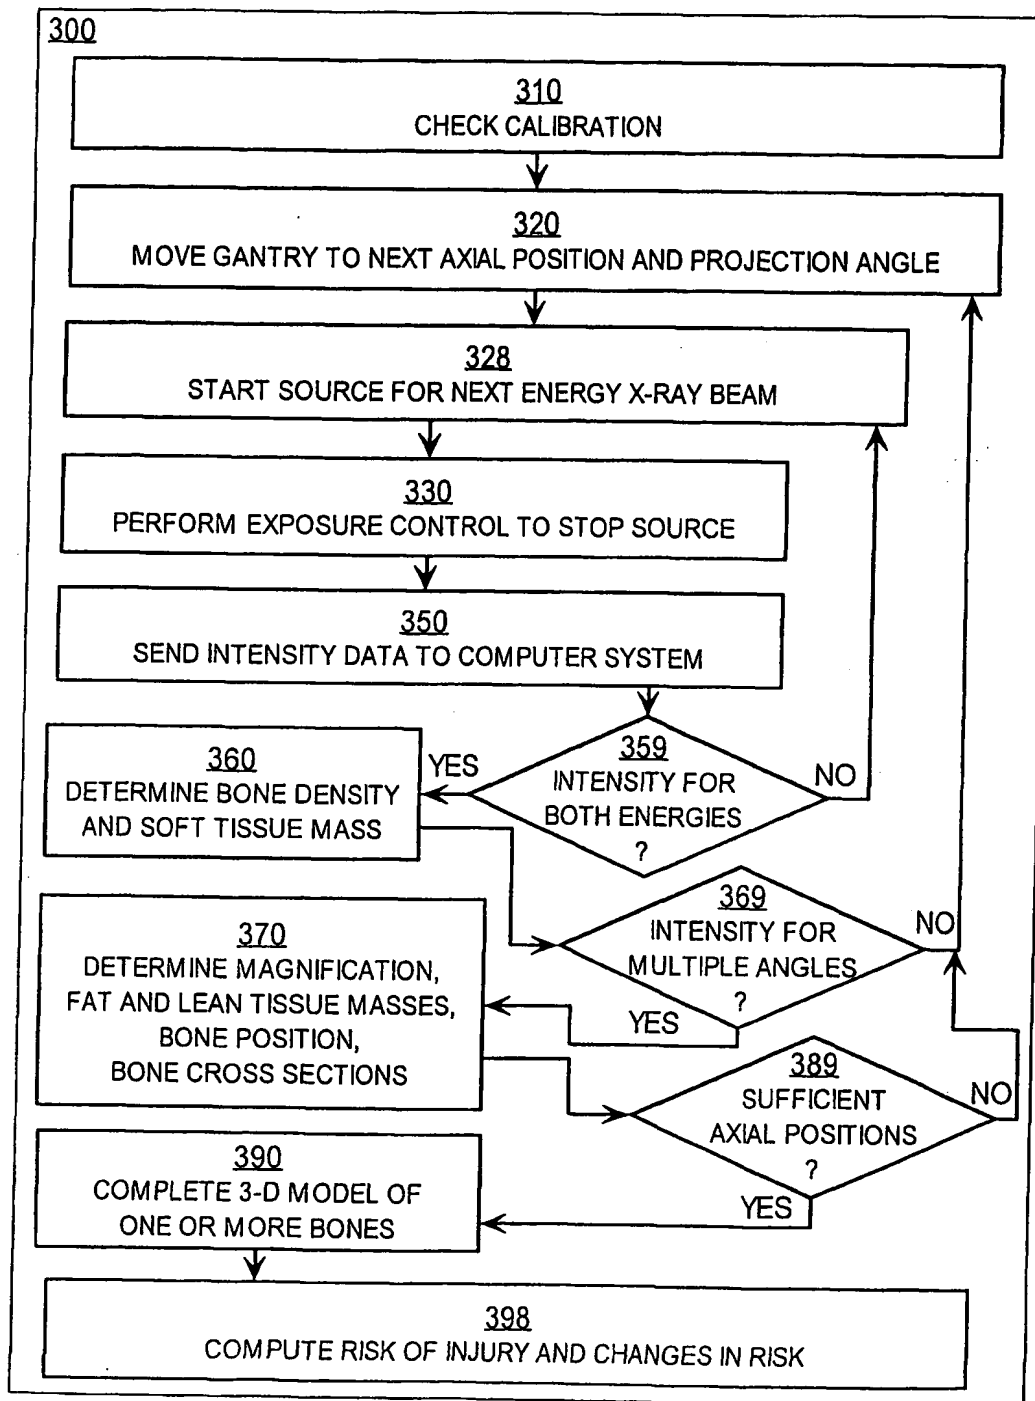 300
310
CHECK CALIBRATION
320
MOVE GANTRY TO NEXT AXIAL POSITION AND PROJECTION ANGLE
328
START SOURCE FOR NEXT ENERGY X-RAY BEAM
330
PERFORM EXPOSURE CONTROL TO STOP SOURCE
350
SEND INTENSITY DATA TO COMPUTER SYSTEM
359
INTENSITY FOR
BOTH ENERGIES
?
YES
NO
360
DETERMINE BONE DENSITY
AND SOFT TISSUE MASS
369
INTENSITY FOR
MULTIPLE ANGLES
?
NO
YES
370
DETERMINE MAGNIFICATION,
FAT AND LEAN TISSUE MASSES,
BONE POSITION,
BONE CROSS SECTIONS
389
SUFFICIENT
AXIAL POSITIONS
?
NO
YES
390
COMPLETE 3-D MODEL OF
ONE OR MORE BONES
398
COMPUTE RISK OF INJURY AND CHANGES IN RISK